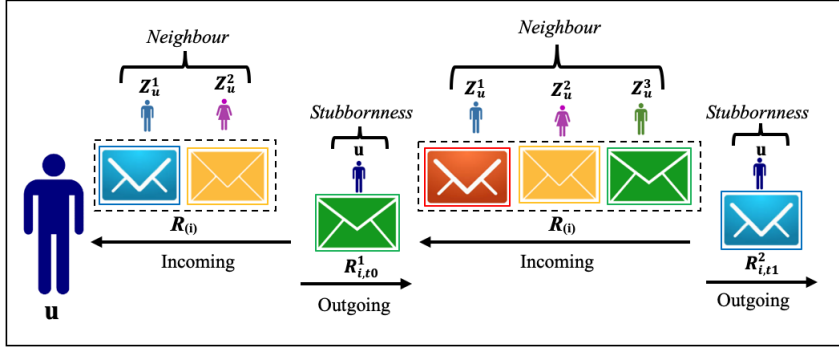 Neighbour
Z_u^1 Z_u^2
Stubbornness
u
R_(i)
Incoming
R_{i,t0}^1
Outgoing
Neighbour
Z_u^1 Z_u^2 Z_u^3
R_(i)
Incoming
Stubbornness
u
R_{i,t1}^2
Outgoing
u